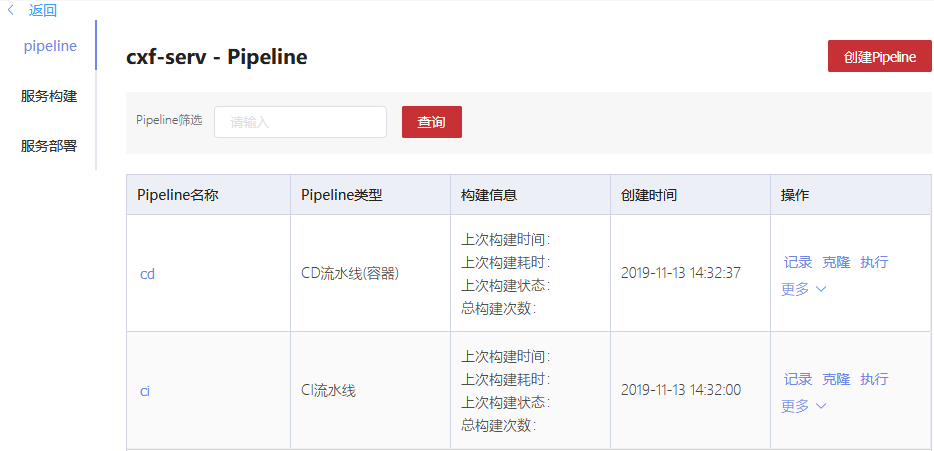 返回
pipeline
服务构建
服务部署
cxf-serv - Pipeline
创建Pipeline
Pipeline筛选
请输入
查询
Pipeline名称
Pipeline类型
构建信息
创建时间
操作
cd
CD流水线(容器)
上次构建时间:
上次构建耗时:
上次构建状态:
总构建次数:
2019-11-13 14:32:37
记录 克隆 执行
更多
ci
CI流水线
上次构建时间:
上次构建耗时:
上次构建状态:
总构建次数:
2019-11-13 14:32:00
记录 克隆 执行
更多